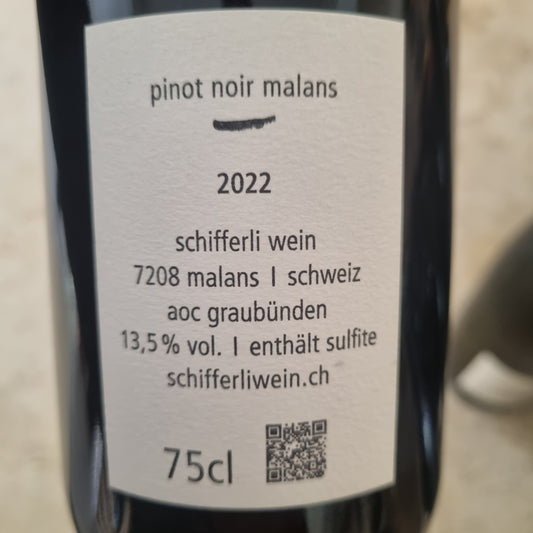 pinot noir malans
2022
schifferli wein
7208 malans | schweiz
aoc graubünden
13,5% vol. | enthält sulfite
schifferliwein.ch
75cl